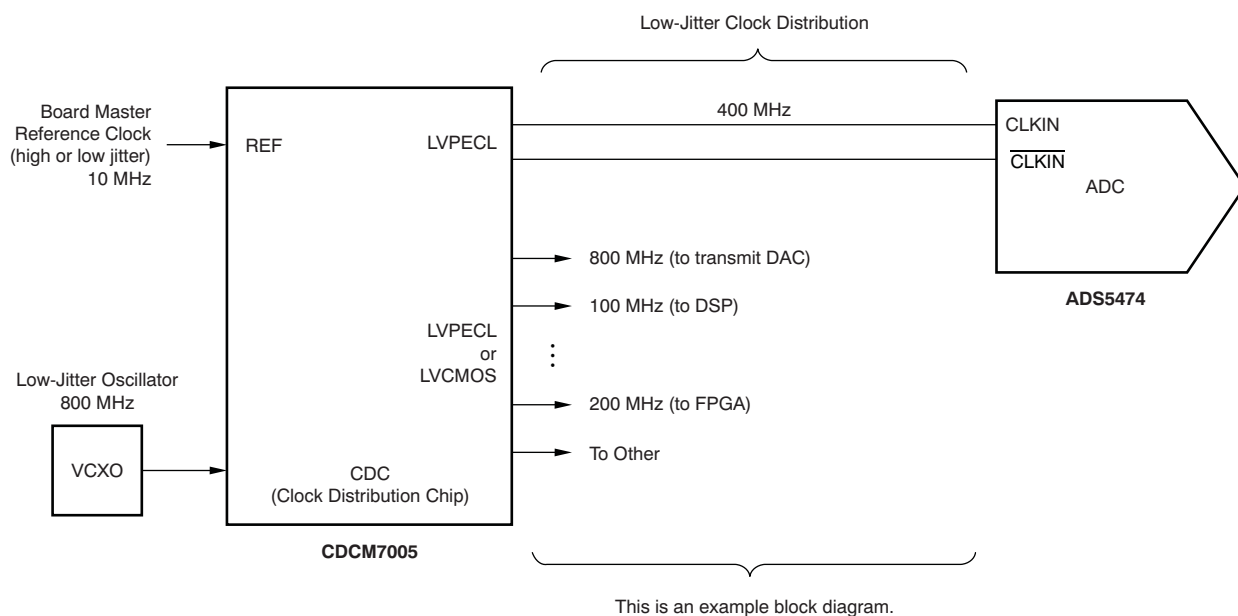 Low-Jitter Clock Distribution
Board Master
Reference Clock
(high or low jitter)
10 MHz
REF
LVPECL
400 MHz
CLKIN
CLKIN
ADC
ADS5474
800 MHz (to transmit DAC)
100 MHz (to DSP)
LVPECL
or
LVCMOS
200 MHz (to FPGA)
To Other
Low-Jitter Oscillator
800 MHz
VCXO
CDC
(Clock Distribution Chip)
CDCM7005
This is an example block diagram.